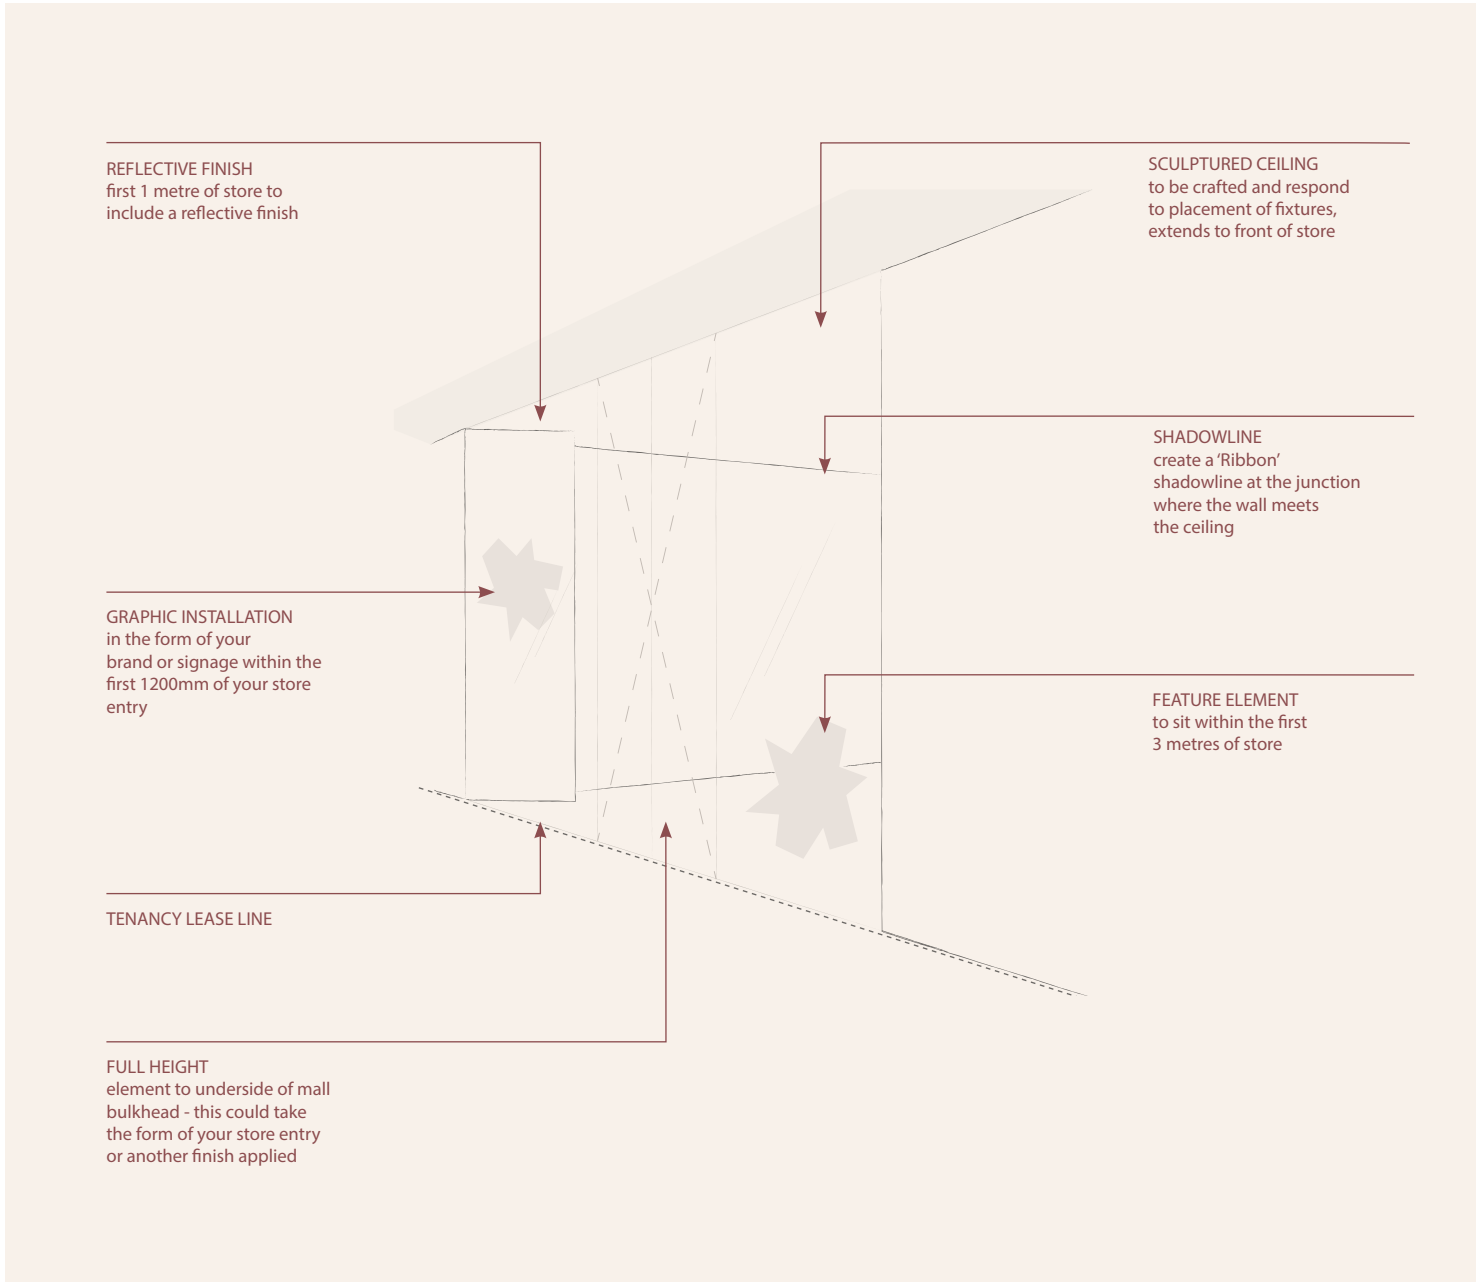 REFLECTIVE FINISH
first 1 metre of store to
include a reflective finish
GRAPHIC INSTALLATION
in the form of your
brand or signage within the
first 1200mm of your store
entry
TENANCY LEASE LINE
FULL HEIGHT
element to underside of mall
bulkhead - this could take
the form of your store entry
or another finish applied
SCULPTURED CEILING
to be crafted and respond
to placement of fixtures,
extends to front of store
SHADOWLINE
create a ‘Ribbon’
shadowline at the junction
where the wall meets
the ceiling
FEATURE ELEMENT
to sit within the first
3 metres of store